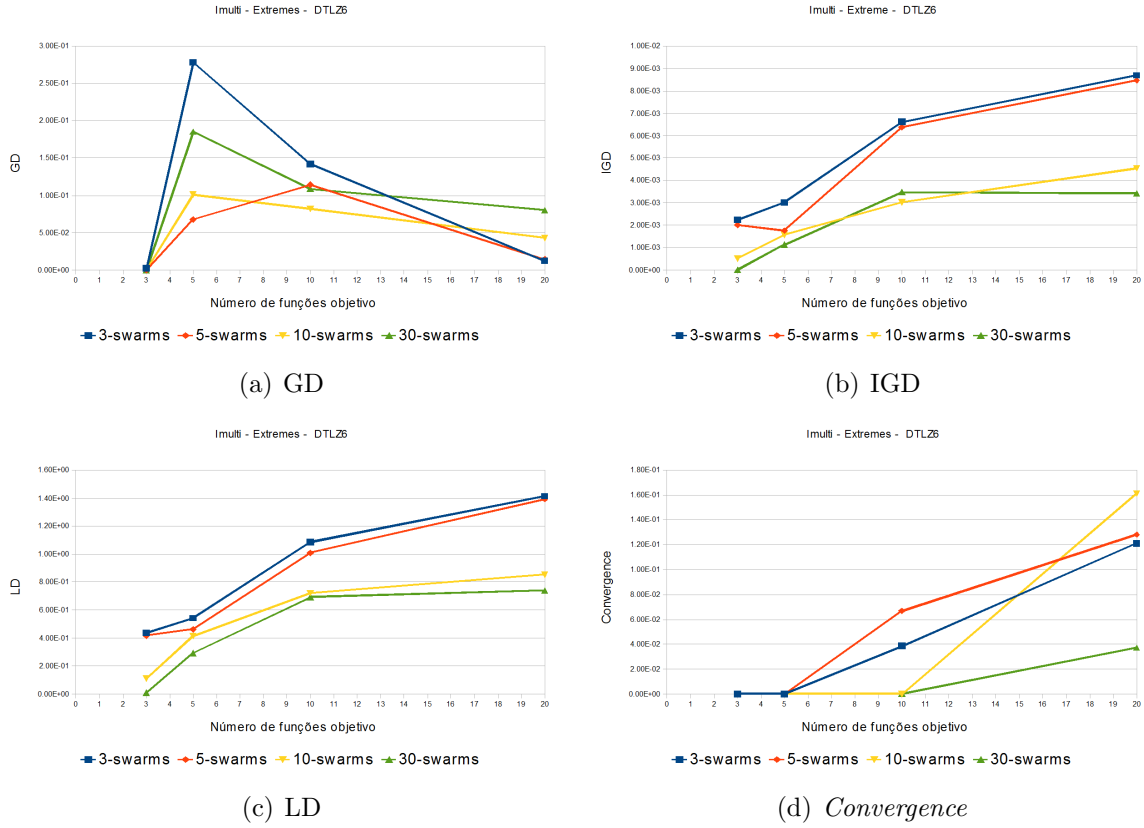 Imulti - Extremes - DTLZ6
3.00E-01
2.50E-01
2.00E-01
1.50E-01
1.00E-01
5.00E-02
0.00E+00
GD
0 1 2 3 4 5 6 7 8 9 10 11 12 13 14 15 16 17 18 19 20
Número de funções objetivo
3-swarms 5-swarms 10-swarms 30-swarms
(a) GD
Imulti - Extreme - DTLZ6
1.00E-02
9.00E-03
8.00E-03
7.00E-03
6.00E-03
5.00E-03
4.00E-03
3.00E-03
2.00E-03
1.00E-03
0.00E+00
IGD
0 1 2 3 4 5 6 7 8 9 10 11 12 13 14 15 16 17 18 19 20
Número de funções objetivo
3-swarms 5-swarms 10-swarms 30-swarms
(b) IGD
Imulti - Extremes - DTLZ6
1.60E+00
1.40E+00
1.20E+00
1.00E+00
8.00E-01
6.00E-01
4.00E-01
2.00E-01
0.00E+00
LD
0 1 2 3 4 5 6 7 8 9 10 11 12 13 14 15 16 17 18 19 20
Número de funções objetivo
3-swarms 5-swarms 10-swarms 30-swarms
(c) LD
Imulti - Extremes - DTLZ6
1.80E-01
1.60E-01
1.40E-01
1.20E-01
1.00E-01
8.00E-02
6.00E-02
4.00E-02
2.00E-02
0.00E+00
Convergence
0 1 2 3 4 5 6 7 8 9 10 11 12 13 14 15 16 17 18 19 20
Número de funções objetivo
3-swarms 5-swarms 10-swarms 30-swarms
(d) Convergence